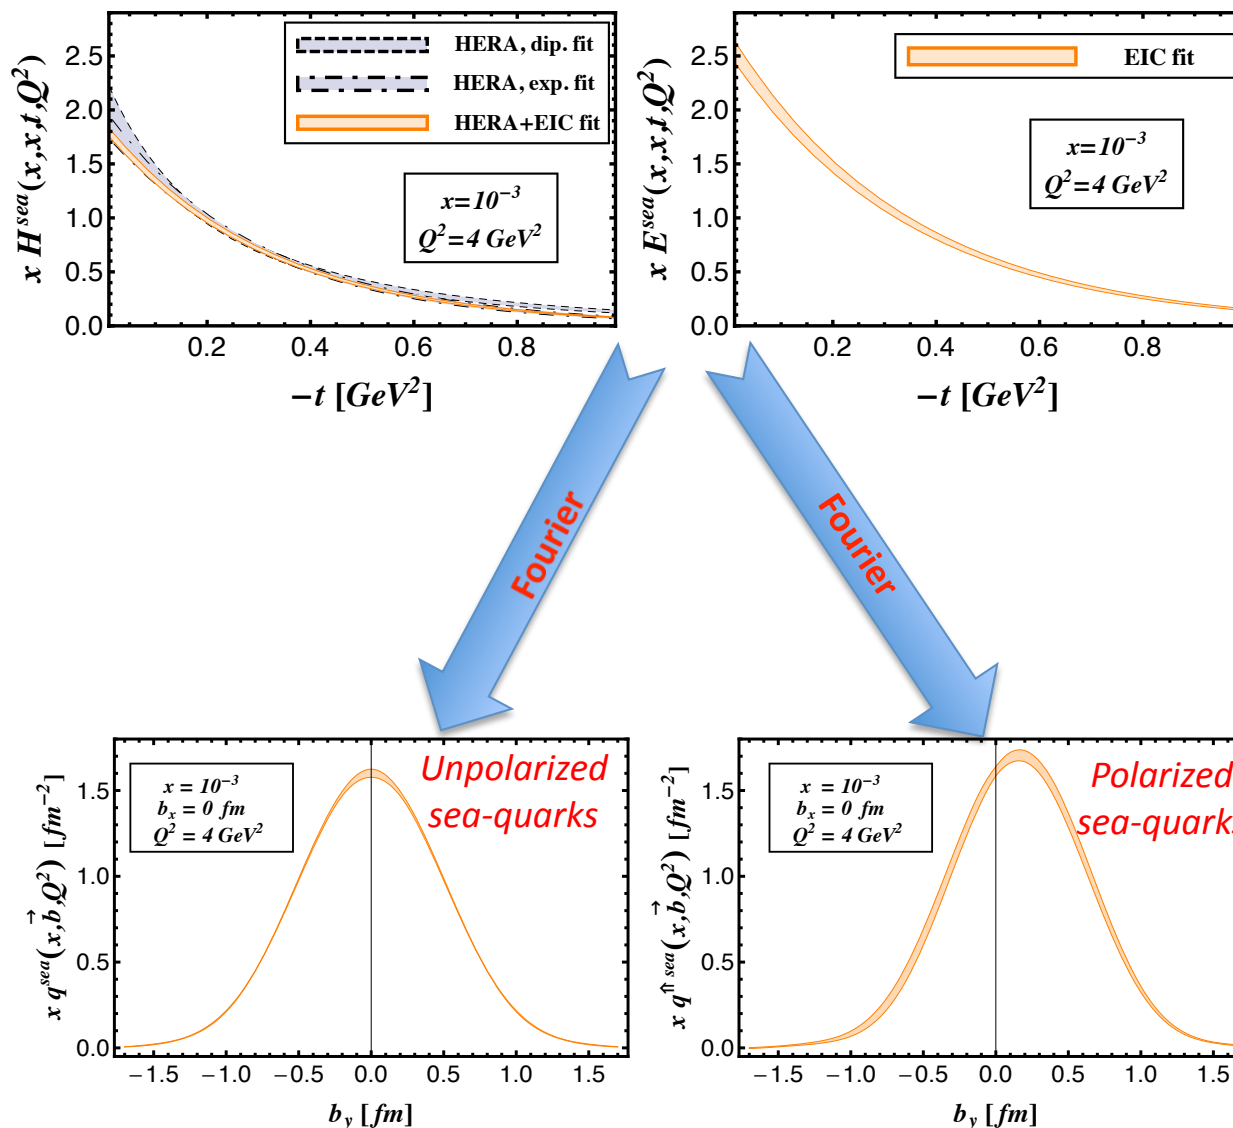 HERA, dip. fit
HERA, exp. fit
HERA+EIC fit
x=10⁻³
Q²=4 GeV²
x H^sea(x,x,t,Q²)
2.5
2.0
1.5
1.0
0.5
0.0
0.2 0.4 0.6 0.8
−t [GeV²]
EIC fit
x=10⁻³
Q²=4 GeV²
x E^sea(x,x,t,Q²)
2.5
2.0
1.5
1.0
0.5
0.0
0.2 0.4 0.6 0.8
−t [GeV²]
Fourier
Fourier
Unpolarized
sea-quarks
x = 10⁻³
b_x = 0 fm
Q² = 4 GeV²
x q^sea(x,b⃗,Q²) [fm⁻²]
1.5
1.0
0.5
0.0
−1.5 −1.0 −0.5 0.0 0.5 1.0 1.5
b_y [fm]
Polarized
sea-quarks
x = 10⁻³
b_x = 0 fm
Q² = 4 GeV²
x q^⇑ sea(x,b⃗,Q²) [fm⁻²]
1.5
1.0
0.5
0.0
−1.5 −1.0 −0.5 0.0 0.5 1.0 1.5
b_y [fm]